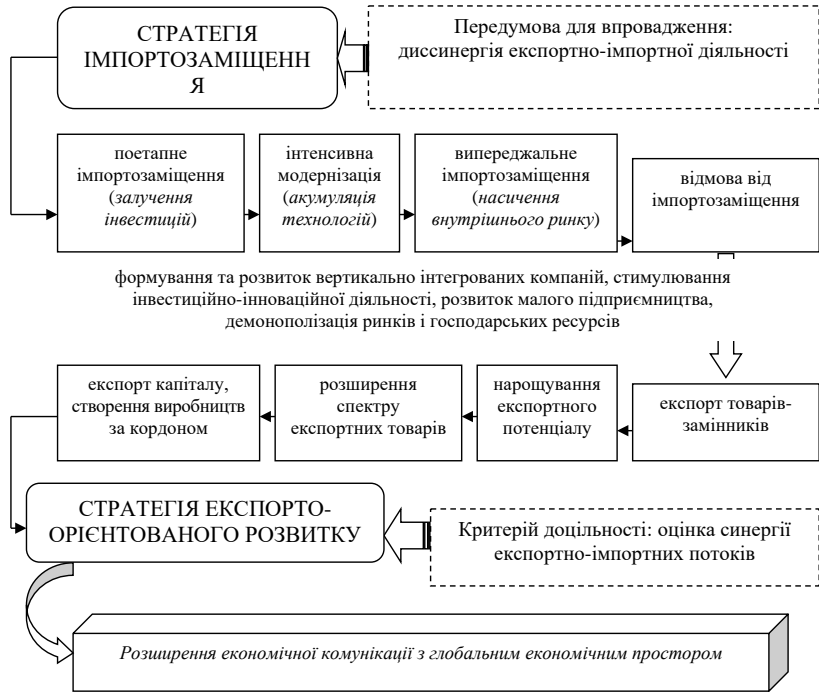 СТРАТЕГІЯ
ІМПОРТОЗАМІЩЕНН
Я
Передумова для впровадження:
диссинергія експортно-імпортної діяльності
поетапне
імпортозаміщення
(залучення
інвестицій)
інтенсивна
модернізація
(акумуляція
технологій)
випереджальне
імпортозаміщення
(насичення
внутрішнього ринку)
відмова від
імпортозаміщення
формування та розвиток вертикально інтегрованих компаній, стимулювання
інвестиційно-інноваційної діяльності, розвиток малого підприємництва,
демонополізація ринків і господарських ресурсів
експорт капіталу,
створення виробництв
за кордоном
розширення
спектру
експортних товарів
нарощування
експортного
потенціалу
експорт товарів-
замінників
СТРАТЕГІЯ ЕКСПОРТО-
ОРІЄНТОВАНОГО РОЗВИТКУ
Критерій доцільності: оцінка синергії
експортно-імпортних потоків
Розширення економічної комунікації з глобальним економічним простором